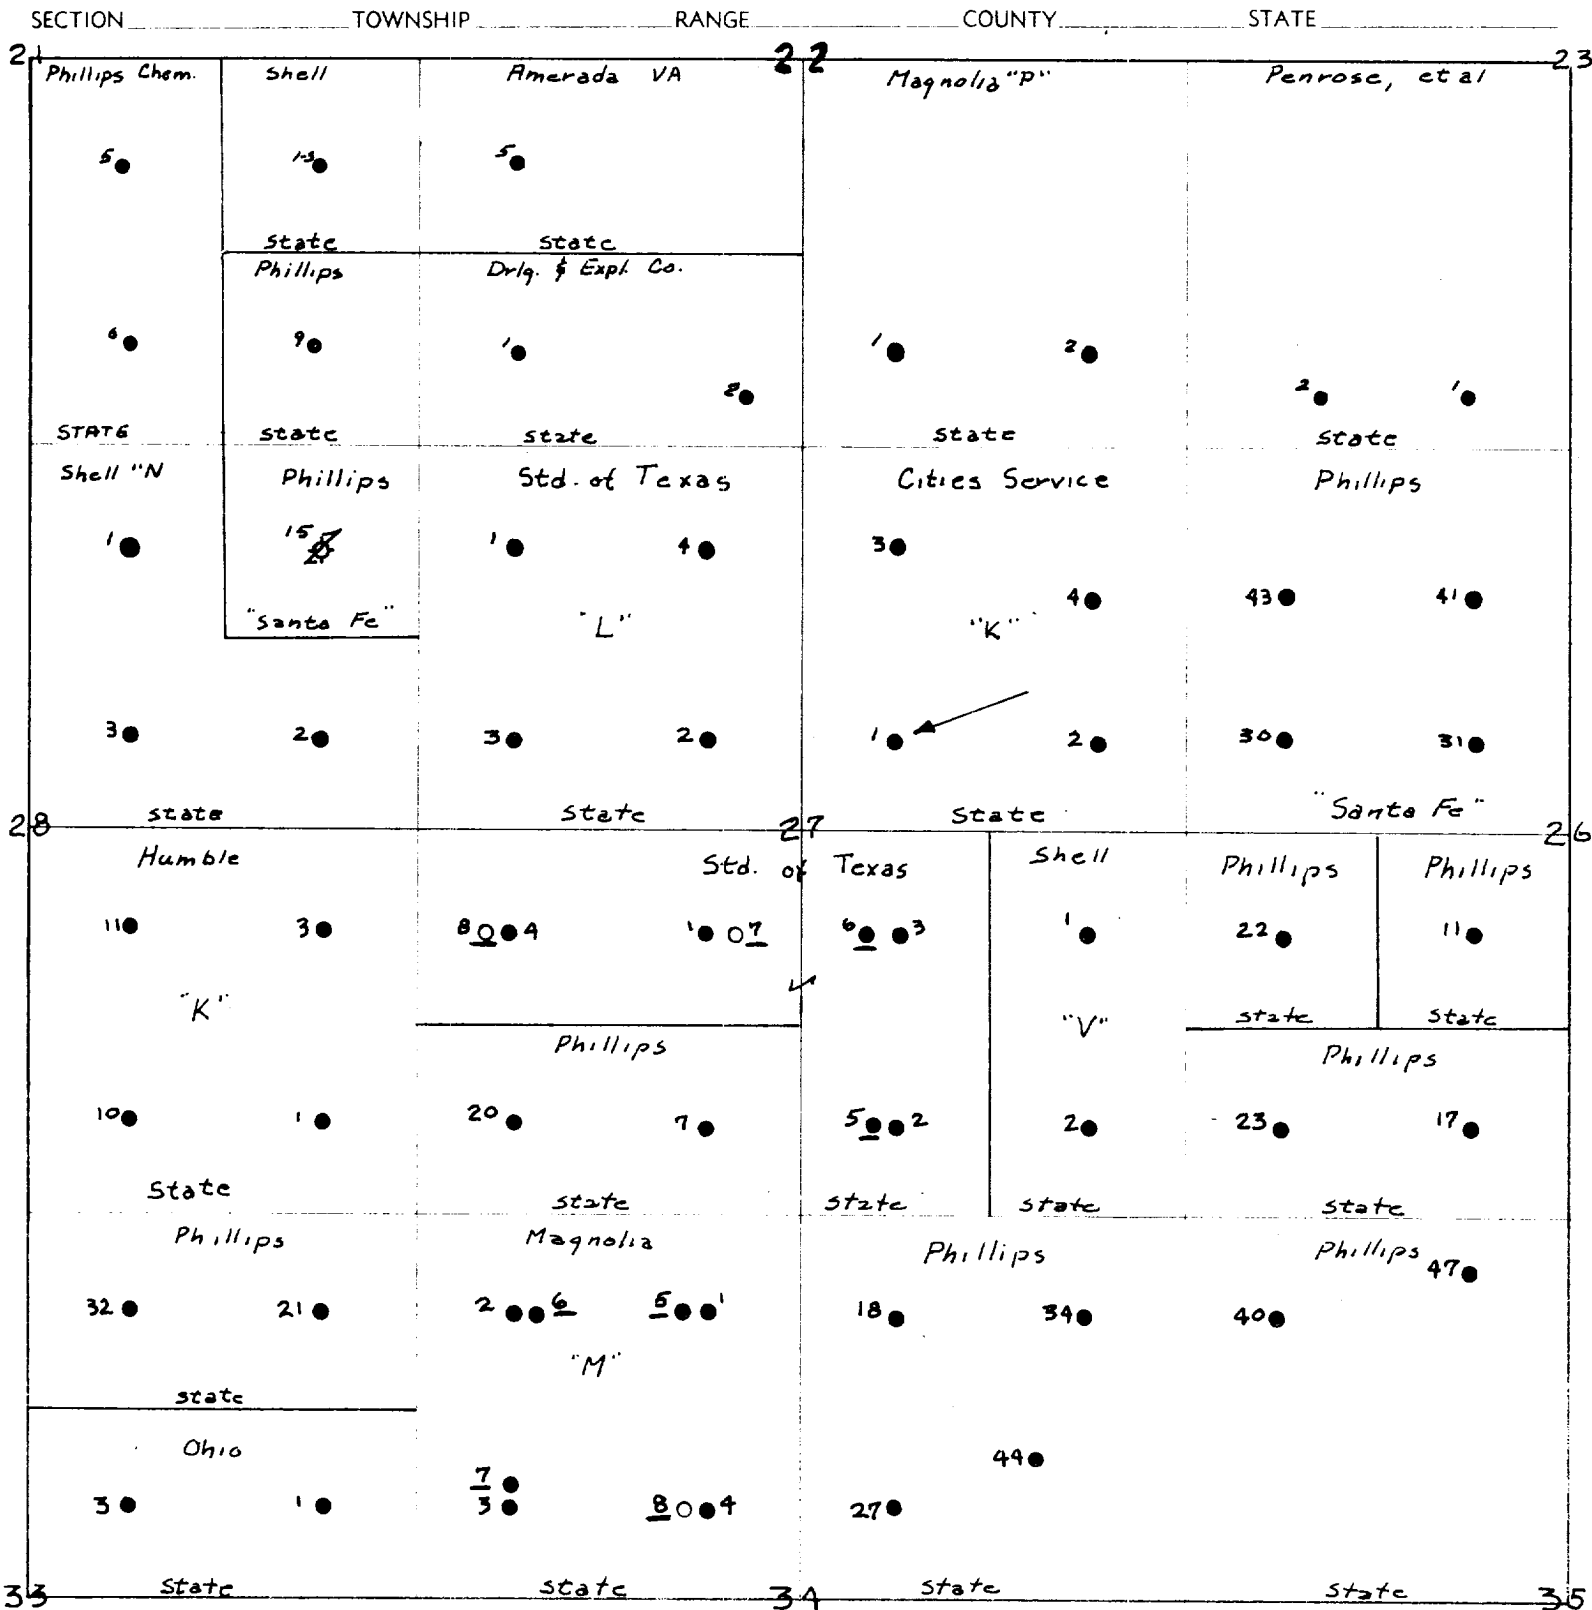 SECTION TOWNSHIP RANGE COUNTY STATE
21 22 23
Phillips Chem. Shell Amerada VA Magnolia "P" Penrose, et al
5 1-S 5
state state
Phillips Drlg. & Expl. Co.
6 9 1 1 2
2 2 1
STATE state state state state
Shell "N Phillips Std. of Texas Cities Service Phillips
1 15 1 4 3
4 43 41
"Santa Fe" "L" "K"
3 2 3 2 1 2 30 31
"Santa Fe"
state state state
28 27 26
Humble Std. of Texas Shell Phillips Phillips
11 3 8 4 1 7 6 3 1 22 11
"K" "V" state state
Phillips Phillips
10 1 20 7 5 2 2 23 17
State state state state state
Phillips Magnolia Phillips Phillips
47
32 21 2 6 5 1 18 34 40
"M"
state
Ohio
44
7
3 1 3 8 4 27
state state state state
33 34 35